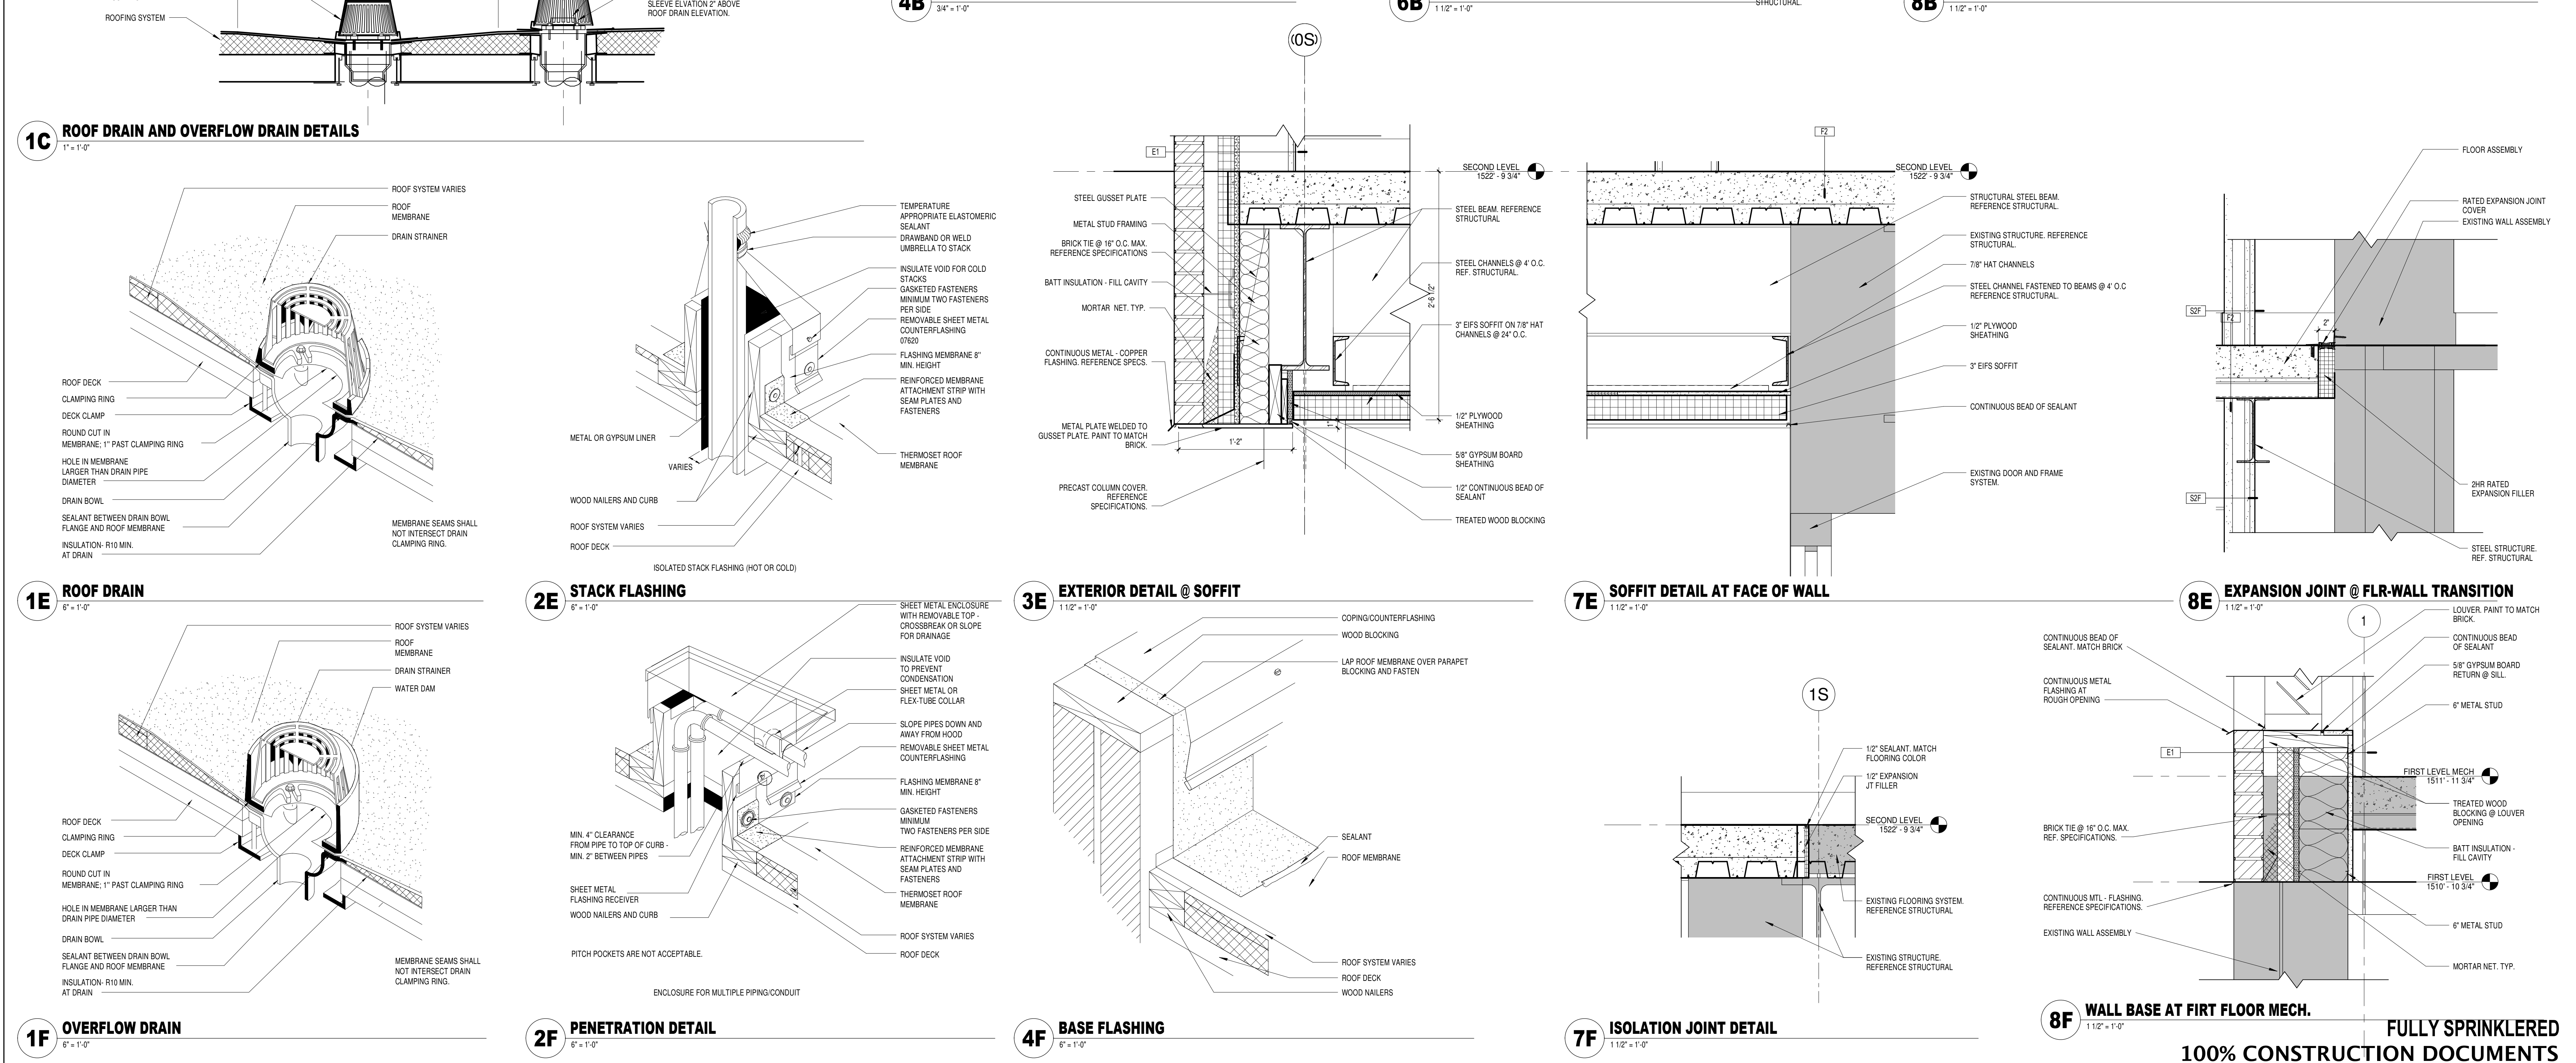 ROOFING SYSTEM
SLEEVE ELVATION 2" ABOVE
ROOF DRAIN ELEVATION.
1C
ROOF DRAIN AND OVERFLOW DRAIN DETAILS
1" = 1'-0"
4B
3/4" = 1'-0"
6B
1 1/2" = 1'-0"
STRUCTURAL.
8B
1 1/2" = 1'-0"
ROOF SYSTEM VARIES
ROOF
MEMBRANE
DRAIN STRAINER
ROOF DECK
CLAMPING RING
DECK CLAMP
ROUND CUT IN
MEMBRANE; 1" PAST CLAMPING RING
HOLE IN MEMBRANE
LARGER THAN DRAIN PIPE
DIAMETER
DRAIN BOWL
SEALANT BETWEEN DRAIN BOWL
FLANGE AND ROOF MEMBRANE
INSULATION- R10 MIN.
AT DRAIN
MEMBRANE SEAMS SHALL
NOT INTERSECT DRAIN
CLAMPING RING.
1E
ROOF DRAIN
6" = 1'-0"
TEMPERATURE
APPROPRIATE ELASTOMERIC
SEALANT
DRAWBAND OR WELD
UMBRELLA TO STACK
INSULATE VOID FOR COLD
STACKS
GASKETED FASTENERS
MINIMUM TWO FASTENERS
PER SIDE
REMOVABLE SHEET METAL
COUNTERFLASHING
07620
FLASHING MEMBRANE 8"
MIN. HEIGHT
REINFORCED MEMBRANE
ATTACHMENT STRIP WITH
SEAM PLATES AND
FASTENERS
THERMOSET ROOF
MEMBRANE
METAL OR GYPSUM LINER
VARIES
WOOD NAILERS AND CURB
ROOF SYSTEM VARIES
ROOF DECK
ISOLATED STACK FLASHING (HOT OR COLD)
2E
STACK FLASHING
6" = 1'-0"
(0S)
E1
STEEL GUSSET PLATE
METAL STUD FRAMING
BRICK TIE @ 16" O.C. MAX.
REFERENCE SPECIFICATIONS
BATT INSULATION - FILL CAVITY
MORTAR NET. TYP.
CONTINUOUS METAL - COPPER
FLASHING. REFERENCE SPECS.
METAL PLATE WELDED TO
GUSSET PLATE. PAINT TO MATCH
BRICK.
PRECAST COLUMN COVER.
REFERENCE
SPECIFICATIONS.
1'-2"
1"
2'-6 1/2"
SECOND LEVEL
1522' - 9 3/4"
STEEL BEAM. REFERENCE
STRUCTURAL
STEEL CHANNELS @ 4' O.C.
REF. STRUCTURAL.
3" EIFS SOFFIT ON 7/8" HAT
CHANNELS @ 24" O.C.
1/2" PLYWOOD
SHEATHING
5/8" GYPSUM BOARD
SHEATHING
1/2" CONTINUOUS BEAD OF
SEALANT
TREATED WOOD BLOCKING
3E
EXTERIOR DETAIL @ SOFFIT
1 1/2" = 1'-0"
F2
SECOND LEVEL
1522' - 9 3/4"
STRUCTURAL STEEL BEAM.
REFERENCE STRUCTURAL.
EXISTING STRUCTURE. REFERENCE
STRUCTURAL.
7/8" HAT CHANNELS
STEEL CHANNEL FASTENED TO BEAMS @ 4' O.C
REFERENCE STRUCTURAL.
1/2" PLYWOOD
SHEATHING
3" EIFS SOFFIT
CONTINUOUS BEAD OF SEALANT
EXISTING DOOR AND FRAME
SYSTEM.
7E
SOFFIT DETAIL AT FACE OF WALL
1 1/2" = 1'-0"
FLOOR ASSEMBLY
RATED EXPANSION JOINT
COVER
EXISTING WALL ASSEMBLY
S2F
F2
2"
S2F
2HR RATED
EXPANSION FILLER
STEEL STRUCTURE.
REF. STRUCTURAL
8E
EXPANSION JOINT @ FLR-WALL TRANSITION
1 1/2" = 1'-0"
ROOF SYSTEM VARIES
ROOF
MEMBRANE
DRAIN STRAINER
WATER DAM
ROOF DECK
CLAMPING RING
DECK CLAMP
ROUND CUT IN
MEMBRANE; 1" PAST CLAMPING RING
HOLE IN MEMBRANE LARGER THAN
DRAIN PIPE DIAMETER
DRAIN BOWL
SEALANT BETWEEN DRAIN BOWL
FLANGE AND ROOF MEMBRANE
INSULATION- R10 MIN.
AT DRAIN
MEMBRANE SEAMS SHALL
NOT INTERSECT DRAIN
CLAMPING RING.
1F
OVERFLOW DRAIN
6" = 1'-0"
SHEET METAL ENCLOSURE
WITH REMOVABLE TOP -
CROSSBREAK OR SLOPE
FOR DRAINAGE
INSULATE VOID
TO PREVENT
CONDENSATION
SHEET METAL OR
FLEX-TUBE COLLAR
SLOPE PIPES DOWN AND
AWAY FROM HOOD
REMOVABLE SHEET METAL
COUNTERFLASHING
FLASHING MEMBRANE 8"
MIN. HEIGHT
GASKETED FASTENERS
MINIMUM
TWO FASTENERS PER SIDE
REINFORCED MEMBRANE
ATTACHMENT STRIP WITH
SEAM PLATES AND
FASTENERS
THERMOSET ROOF
MEMBRANE
ROOF SYSTEM VARIES
ROOF DECK
MIN. 4" CLEARANCE
FROM PIPE TO TOP OF CURB -
MIN. 2" BETWEEN PIPES
SHEET METAL
FLASHING RECEIVER
WOOD NAILERS AND CURB
PITCH POCKETS ARE NOT ACCEPTABLE.
ENCLOSURE FOR MULTIPLE PIPING/CONDUIT
2F
PENETRATION DETAIL
6" = 1'-0"
COPING/COUNTERFLASHING
WOOD BLOCKING
LAP ROOF MEMBRANE OVER PARAPET
BLOCKING AND FASTEN
SEALANT
ROOF MEMBRANE
ROOF SYSTEM VARIES
ROOF DECK
WOOD NAILERS
4F
BASE FLASHING
6" = 1'-0"
1S
1/2" SEALANT. MATCH
FLOORING COLOR
1/2" EXPANSION
JT FILLER
SECOND LEVEL
1522' - 9 3/4"
EXISTING FLOORING SYSTEM.
REFERENCE STRUCTURAL
EXISTING STRUCTURE.
REFERENCE STRUCTURAL
7F
ISOLATION JOINT DETAIL
1 1/2" = 1'-0"
1
CONTINUOUS BEAD OF
SEALANT. MATCH BRICK
CONTINUOUS METAL
FLASHING AT
ROUGH OPENING
E1
BRICK TIE @ 16" O.C. MAX.
REF. SPECIFICATIONS.
CONTINUOUS MTL - FLASHING.
REFERENCE SPECIFICATIONS.
EXISTING WALL ASSEMBLY
LOUVER. PAINT TO MATCH
BRICK.
CONTINUOUS BEAD
OF SEALANT
5/8" GYPSUM BOARD
RETURN @ SILL.
6" METAL STUD
FIRST LEVEL MECH
1511' - 11 3/4"
TREATED WOOD
BLOCKING @ LOUVER
OPENING
BATT INSULATION -
FILL CAVITY
FIRST LEVEL
1510' - 10 3/4"
6" METAL STUD
MORTAR NET. TYP.
8F
WALL BASE AT FIRT FLOOR MECH.
1 1/2" = 1'-0"
FULLY SPRINKLERED
100% CONSTRUCTION DOCUMENTS